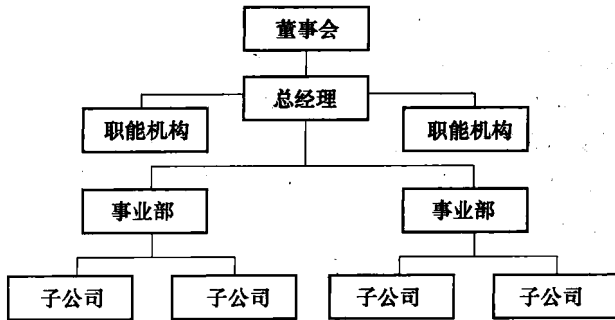 董事会
总经理
职能机构
职能机构
事业部
事业部
子公司
子公司
子公司
子公司